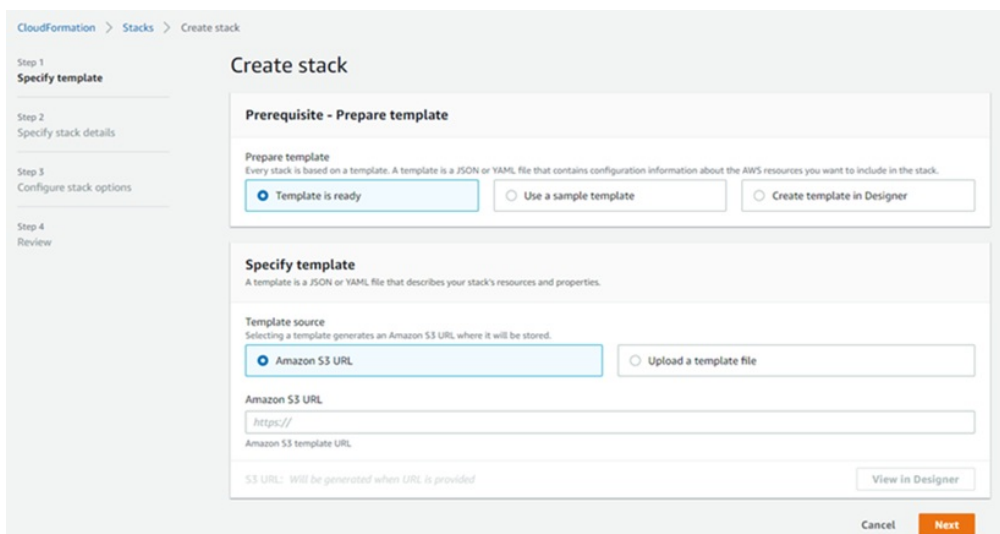 CloudFormation > Stacks > Create stack
Step 1
Specify template
Step 2
Specify stack details
Step 3
Configure stack options
Step 4
Review
Create stack
Prerequisite - Prepare template
Prepare template
Every stack is based on a template. A template is a JSON or YAML file that contains configuration information about the AWS resources you want to include in the stack.
Template is ready
Use a sample template
Create template in Designer
Specify template
A template is a JSON or YAML file that describes your stack's resources and properties.
Template source
Selecting a template generates an Amazon S3 URL where it will be stored.
Amazon S3 URL
Upload a template file
Amazon S3 URL
https://
Amazon S3 template URL
S3 URL: Will be generated when URL is provided
View in Designer
Cancel
Next